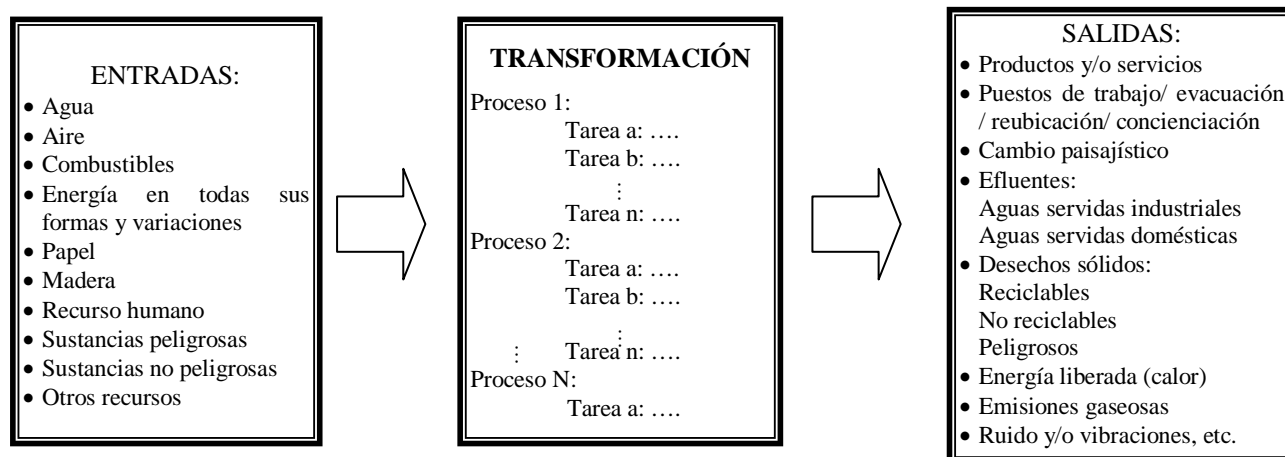 ENTRADAS:
• Agua
• Aire
• Combustibles
• Energía en todas sus
formas y variaciones
• Papel
• Madera
• Recurso humano
• Sustancias peligrosas
• Sustancias no peligrosas
• Otros recursos
TRANSFORMACIÓN
Proceso 1:
Tarea a: ….
Tarea b: ….
⋮
Tarea n: ….
Proceso 2:
Tarea a: ….
Tarea b: ….
⋮
⋮ Tarea n: ….
Proceso N:
Tarea a: ….
SALIDAS:
• Productos y/o servicios
• Puestos de trabajo/ evacuación
/ reubicación/ concienciación
• Cambio paisajístico
• Efluentes:
Aguas servidas industriales
Aguas servidas domésticas
• Desechos sólidos:
Reciclables
No reciclables
Peligrosos
• Energía liberada (calor)
• Emisiones gaseosas
• Ruido y/o vibraciones, etc.